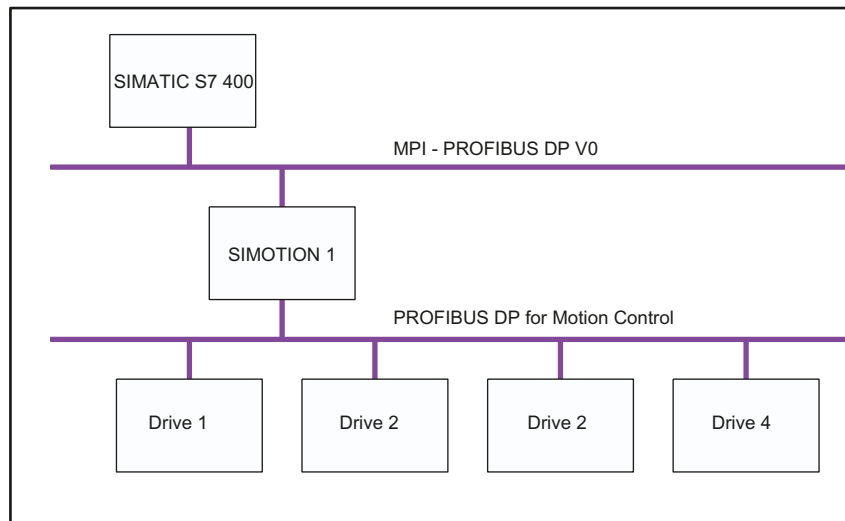 SIMATIC S7 400
MPI - PROFIBUS DP V0
SIMOTION 1
PROFIBUS DP for Motion Control
Drive 1
Drive 2
Drive 2
Drive 4